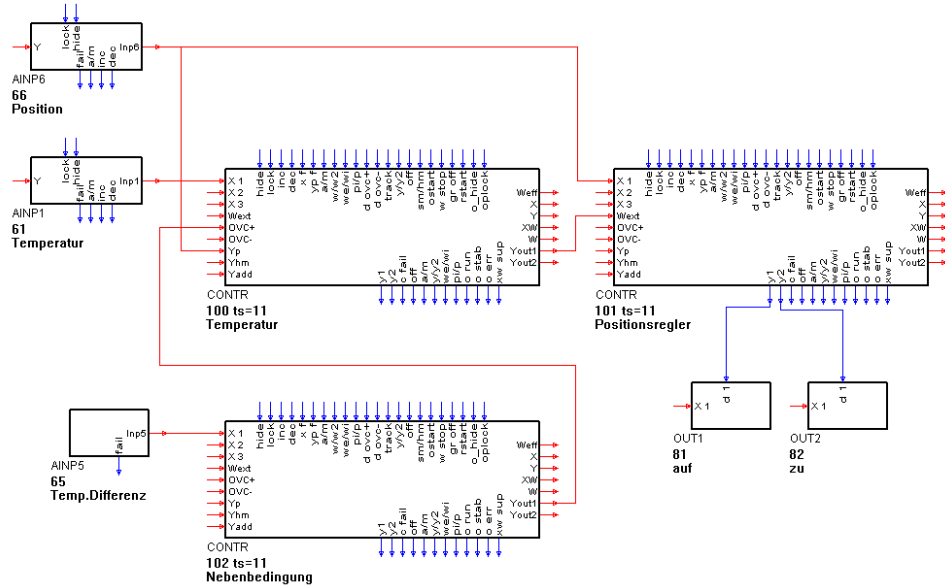 lock
hide
Y
Inp6
fail
a/m
inc
dec
AINP6
66
Position
lock
hide
Y
Inp1
fail
a/m
inc
dec
AINP1
61
Temperatur
hide
lock
inc
dec
x f
yp f
a/m
w/w2
we/wi
pi/p
d ovc+
d ovc-
track
y/y2
off
sm/hm
ostart
w stop
gr off
rstart
o_hide
oplock
X 1
X 2
X 3
Wext
OVC+
OVC-
Yp
Yhm
Yadd
Weff
X
Y
XW
W
Yout1
Yout2
y1
y2
c fail
off
a/m
y/y2
we/wi
pi/p
o run
o stab
o err
xw sup
CONTR
100 ts=11
Temperatur
hide
lock
inc
dec
x f
yp f
a/m
w/w2
we/wi
pi/p
d ovc+
d ovc-
track
y/y2
off
sm/hm
ostart
w stop
gr off
rstart
o_hide
oplock
X 1
X 2
X 3
Wext
OVC+
OVC-
Yp
Yhm
Yadd
Weff
X
Y
XW
W
Yout1
Yout2
y1
y2
c fail
off
a/m
y/y2
we/wi
pi/p
o run
o stab
o err
xw sup
CONTR
101 ts=11
Positionsregler
d 1
X 1
OUT1
81
auf
d 1
X 1
OUT2
82
zu
Inp5
fail
AINP5
65
Temp.Differenz
hide
lock
inc
dec
x f
yp f
a/m
w/w2
we/wi
pi/p
d ovc+
d ovc-
track
y/y2
off
sm/hm
ostart
w stop
gr off
rstart
o_hide
oplock
X 1
X 2
X 3
Wext
OVC+
OVC-
Yp
Yhm
Yadd
Weff
X
Y
XW
W
Yout1
Yout2
y1
y2
c fail
off
a/m
y/y2
we/wi
pi/p
o run
o stab
o err
xw sup
CONTR
102 ts=11
Nebenbedingung